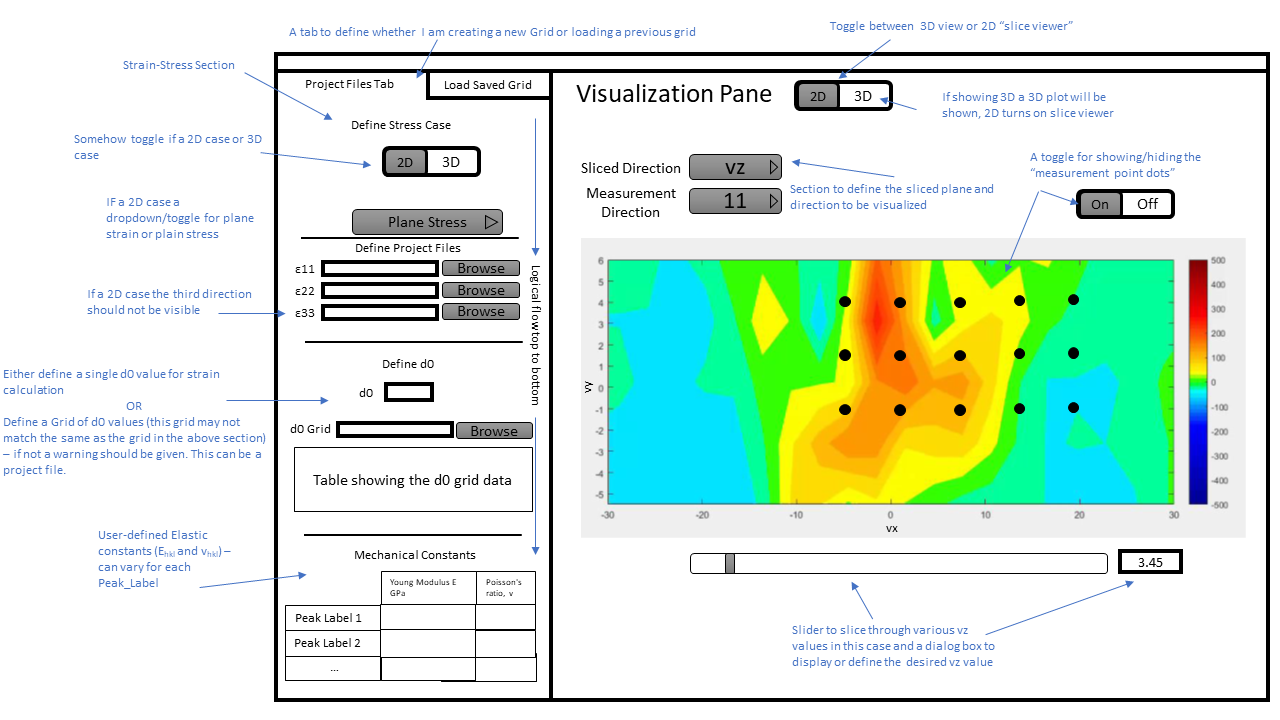 A tab to define whether I am creating a new Grid or loading a previous grid
Toggle between 3D view or 2D “slice viewer”
Strain-Stress Section
Project Files Tab
Load Saved Grid
Visualization Pane
2D
3D
If showing 3D a 3D plot will be
shown, 2D turns on slice viewer
Define Stress Case
Somehow toggle if a 2D case or 3D
case
2D
3D
Sliced Direction
vz
Measurement
Direction
11
Section to define the sliced plane and
direction to be visualized
A toggle for showing/hiding the
“measurement point dots”
On
Off
IF a 2D case a
dropdown/toggle for plane
strain or plain stress
Plane Stress
Define Project Files
ε11
Browse
ε22
Browse
ε33
Browse
If a 2D case the third direction
should not be visible
Logical flow top to bottom
Define d0
d0
Either define a single d0 value for strain
calculation
OR
Define a Grid of d0 values (this grid may not
match the same as the grid in the above section)
– if not a warning should be given. This can be a
project file.
d0 Grid
Browse
Table showing the d0 grid data
User-defined Elastic
constants (Ehkl and vhkl) –
can vary for each
Peak_Label
Mechanical Constants
Young Modulus E
GPa
Poisson's
ratio, v
Peak Label 1
Peak Label 2
...
6
5
4
3
2
1
0
-1
-2
-3
-4
-5
vy
-30
-20
-10
0
10
20
30
vx
500
400
300
200
100
0
-100
-200
-300
-400
-500
3.45
Slider to slice through various vz
values in this case and a dialog box to
display or define the desired vz value